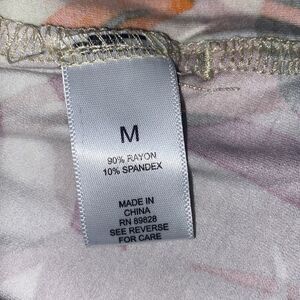 M
90% RAYON
10% SPANDEX
MADE IN
CHINA
RN 89828
SEE REVERSE
FOR CARE